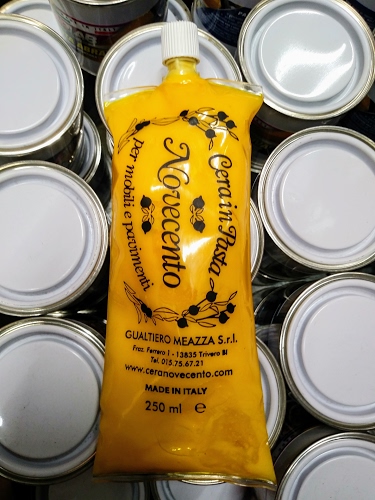 Cera in Pasta
Novecento
per mobili e pavimenti
GUALTIERO MEAZZA S.r.l.
Fraz. Ferrero 1 - 13835 Trivero BI
Tel. 015.75.67.21
www.ceranovecento.com
MADE IN ITALY
250 ml e